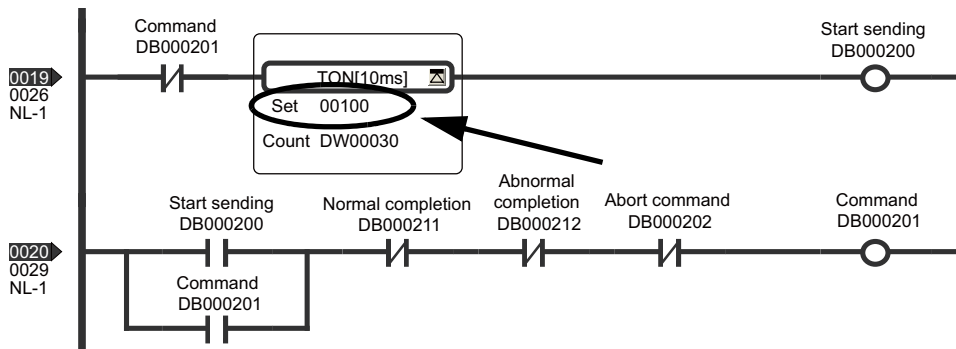 Command
DB000201
Start sending
DB000200
0019
0026
NL-1
TON[10ms]
Set 00100
Count DW00030
Start sending
DB000200
Normal completion
DB000211
Abnormal
completion
DB000212
Abort command
DB000202
Command
DB000201
0020
0029
NL-1
Command
DB000201